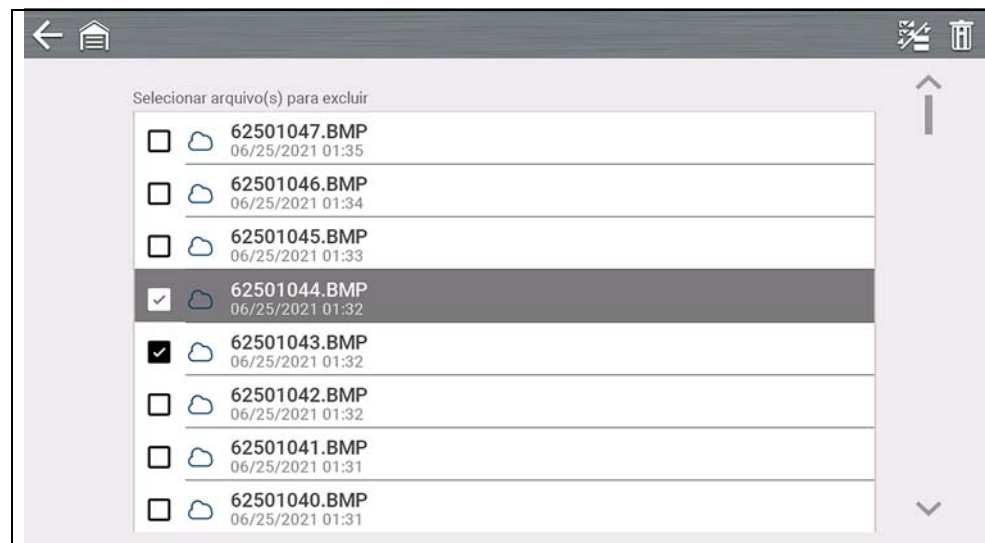 Selecionar arquivo(s) para excluir
62501047.BMP
06/25/2021 01:35
62501046.BMP
06/25/2021 01:34
62501045.BMP
06/25/2021 01:33
62501044.BMP
06/25/2021 01:32
62501043.BMP
06/25/2021 01:32
62501042.BMP
06/25/2021 01:32
62501041.BMP
06/25/2021 01:31
62501040.BMP
06/25/2021 01:31